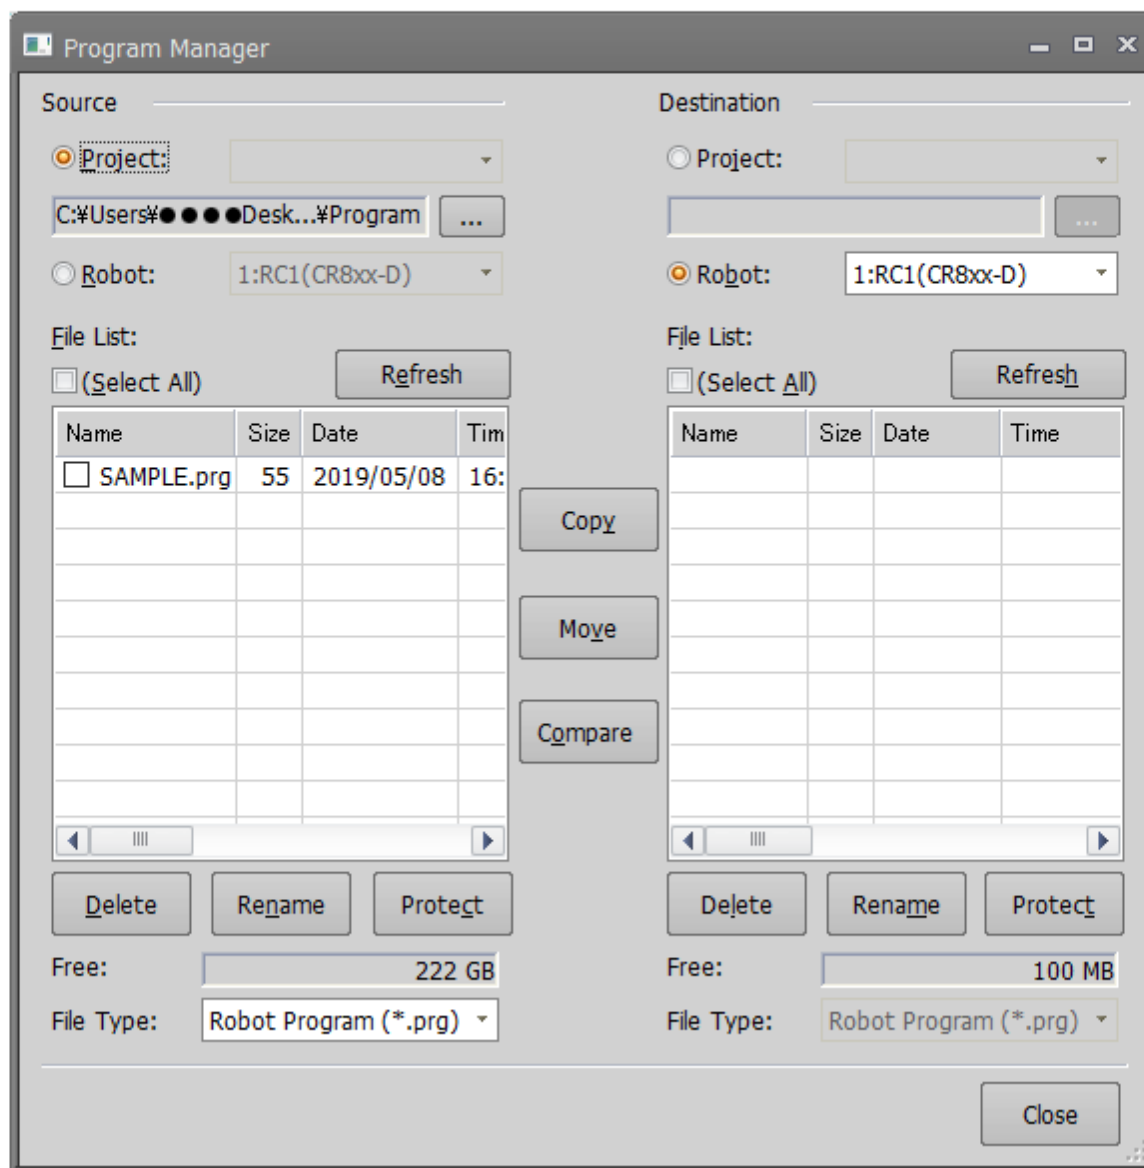 Program Manager
Source
Destination
Project:
Project:
C:¥Users¥●●●●Desk...¥Program
...
...
Robot:
1:RC1(CR8xx-D)
Robot:
1:RC1(CR8xx-D)
File List:
File List:
(Select All)
Refresh
(Select All)
Refresh
Name Size Date Tim
Name Size Date Time
SAMPLE.prg 55 2019/05/08 16:
Copy
Move
Compare
Delete
Rename
Protect
Delete
Rename
Protect
Free:
222 GB
Free:
100 MB
File Type:
Robot Program (*.prg)
File Type:
Robot Program (*.prg)
Close